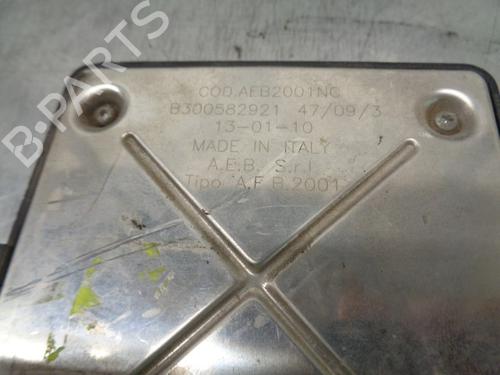 COD.AEB2001NC
B300582921 47/09/3
13-01-10
MADE IN ITALY
A.E.B. S.r.l
Tipo A.E.B.2001
B-PARTS